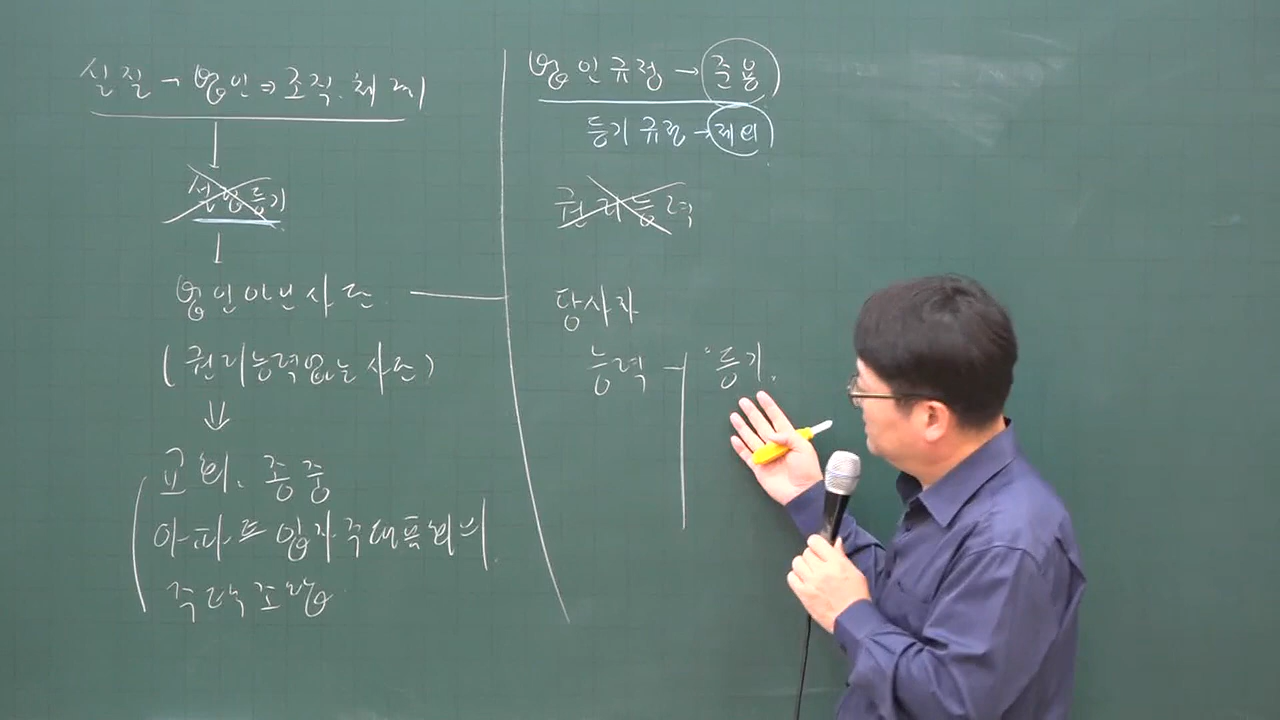 실질→법인⇒조직.체계
설립등기
법인아닌사단
(권리능력없는사단)
⇓
교회. 종중
아파트입주자대표회의
주택조합
법인규정→준용
등기규정→제외
권리능력
당사자
능력 - 등기.